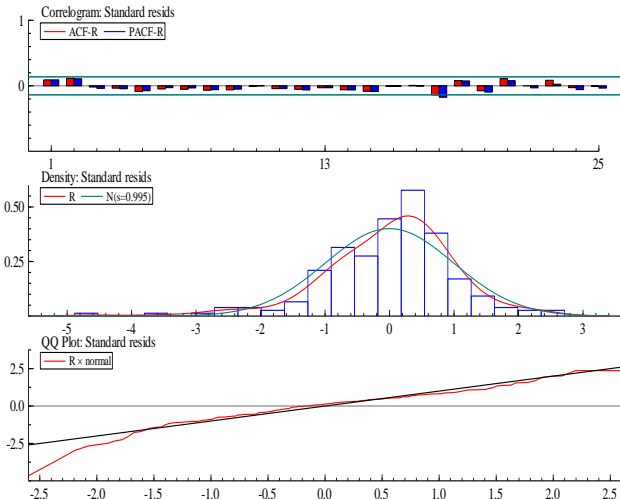 Correlogram: Standard resids
1
ACF-R PACF-R
0
1 13 25
Density: Standard resids
R N(s=0.995)
0.50
0.25
-5 -4 -3 -2 -1 0 1 2 3
QQ Plot: Standard resids
R × normal
2.5
0.0
-2.5
-2.5 -2.0 -1.5 -1.0 -0.5 0.0 0.5 1.0 1.5 2.0 2.5